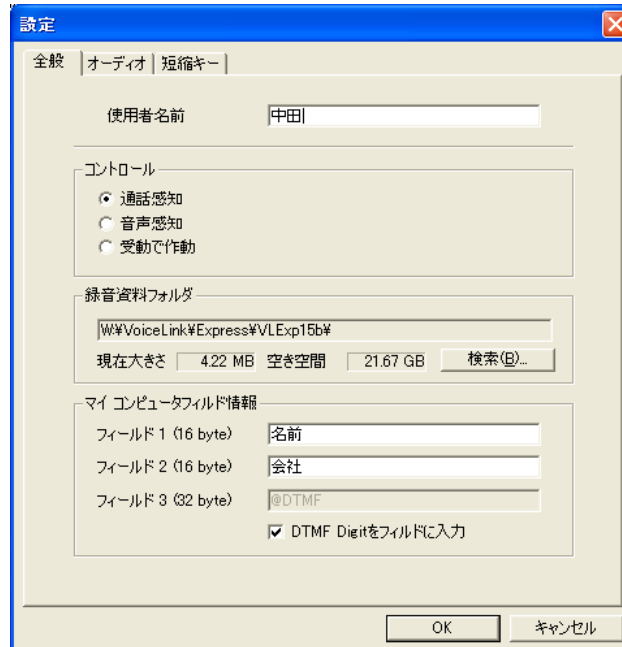 設定
全般 オーディオ 短縮キー
使用者名前 中田
コントロール
通話感知
音声感知
受動で作動
録音資料フォルダ
W:¥VoiceLink¥Express¥VLExp15b¥
現在大きさ 4.22 MB 空き空間 21.67 GB 検索(B)...
マイ コンピュータフィルド情報
フィールド 1 (16 byte) 名前
フィールド 2 (16 byte) 会社
フィールド 3 (32 byte) @DTMF
DTMF Digitをフィルドに入力
OK キャンセル